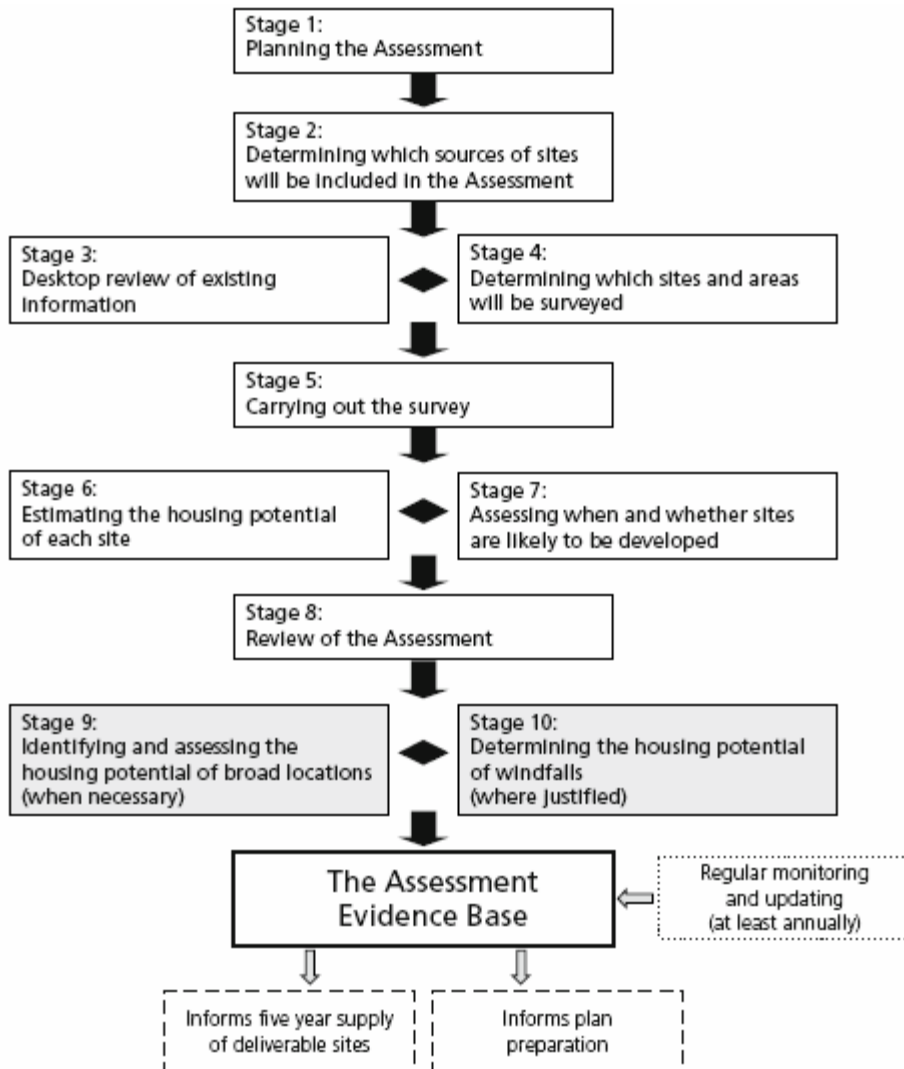 Stage 1:
Planning the Assessment
Stage 2:
Determining which sources of sites
will be included in the Assessment
Stage 3:
Desktop review of existing
information
Stage 4:
Determining which sites and areas
will be surveyed
Stage 5:
Carrying out the survey
Stage 6:
Estimating the housing potential
of each site
Stage 7:
Assessing when and whether sites
are likely to be developed
Stage 8:
Review of the Assessment
Stage 9:
Identifying and assessing the
housing potential of broad locations
(when necessary)
Stage 10:
Determining the housing potential
of windfalls
(where justified)
The Assessment
Evidence Base
Regular monitoring
and updating
(at least annually)
Informs five year supply
of deliverable sites
Informs plan
preparation